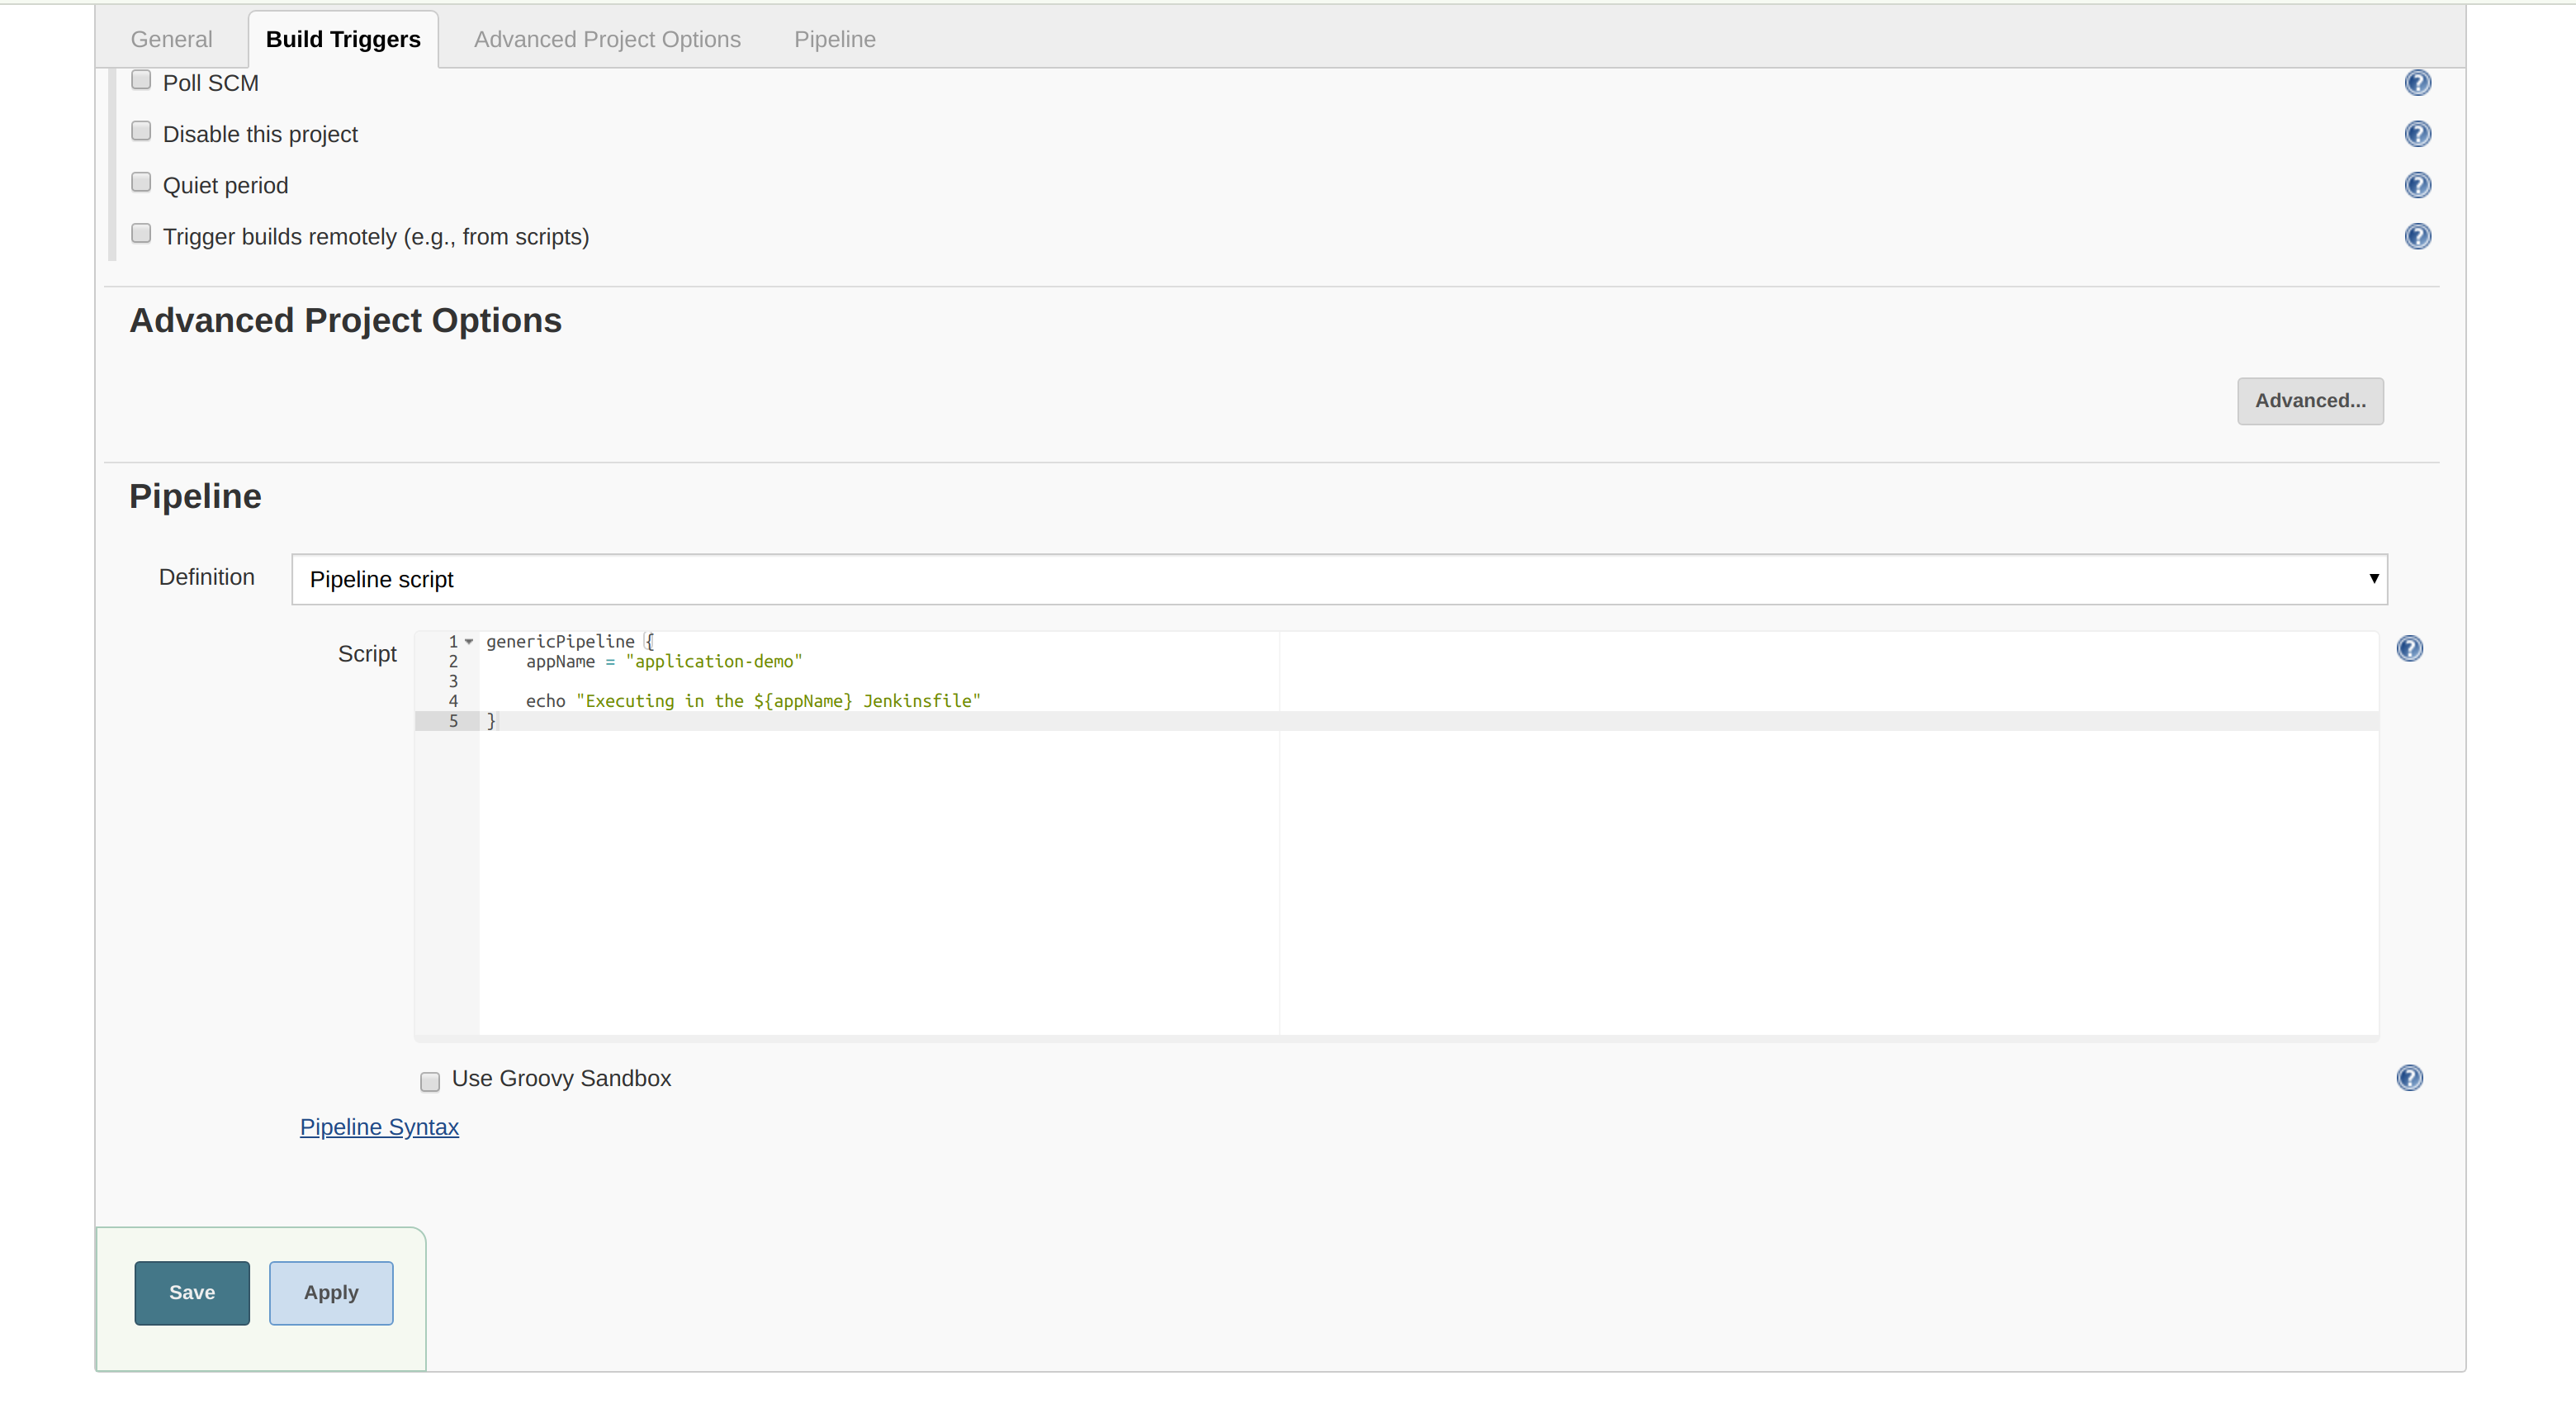 General Build Triggers Advanced Project Options Pipeline
Poll SCM
Disable this project
Quiet period
Trigger builds remotely (e.g., from scripts)
Advanced Project Options
Advanced...
Pipeline
Definition Pipeline script
Script
1 genericPipeline {
2 appName = "application-demo"
3
4 echo "Executing in the ${appName} Jenkinsfile"
5 }
Use Groovy Sandbox
Pipeline Syntax
Save Apply